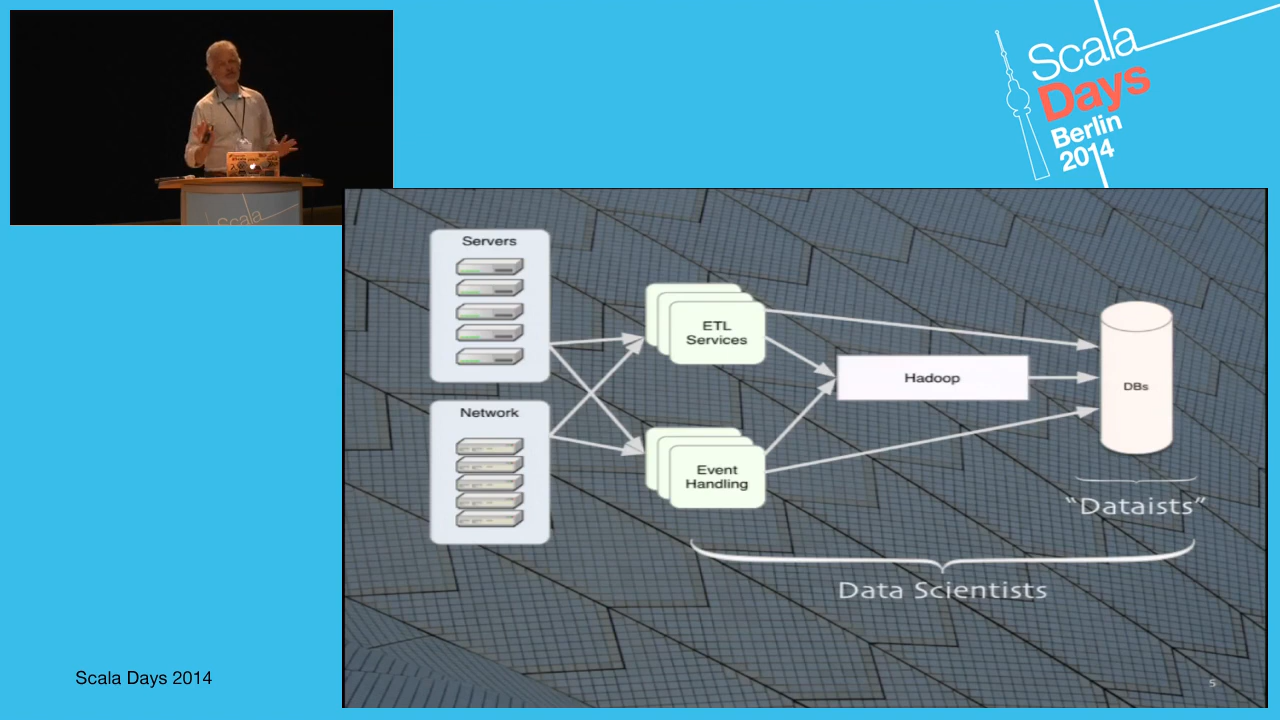 Scala
Days
Berlin
2014
Scala
Servers
Network
ETL
Services
Event
Handling
Hadoop
DBs
“Dataists”
Data Scientists
5
Scala Days 2014